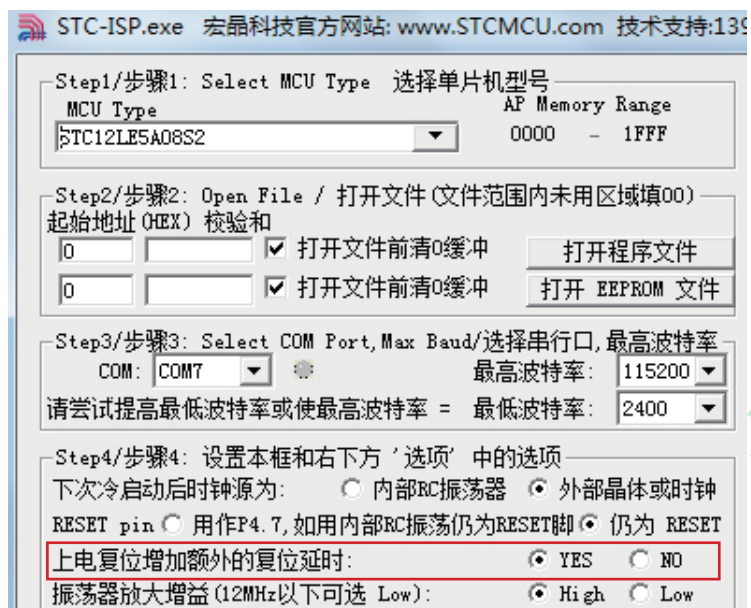 STC-ISP.exe 宏晶科技官方网站: www.STCMCU.com 技术支持:139
Step1/步骤1: Select MCU Type 选择单片机型号
MCU Type AP Memory Range
STC12LE5A08S2 0000 - 1FFF
Step2/步骤2: Open File / 打开文件(文件范围内未用区域填00)
起始地址(HEX) 校验和
0 打开文件前清0缓冲 打开程序文件
0 打开文件前清0缓冲 打开 EEPROM 文件
Step3/步骤3: Select COM Port,Max Baud/选择串行口,最高波特率
COM: COM7 最高波特率: 115200
请尝试提高最低波特率或使最高波特率 = 最低波特率: 2400
Step4/步骤4: 设置本框和右下方 '选项' 中的选项
下次冷启动后时钟源为: 内部RC振荡器 外部晶体或时钟
RESET pin 用作P4.7,如用内部RC振荡仍为RESET脚 仍为 RESET
上电复位增加额外的复位延时: YES NO
振荡器放大增益(12MHz以下可选 Low): High Low